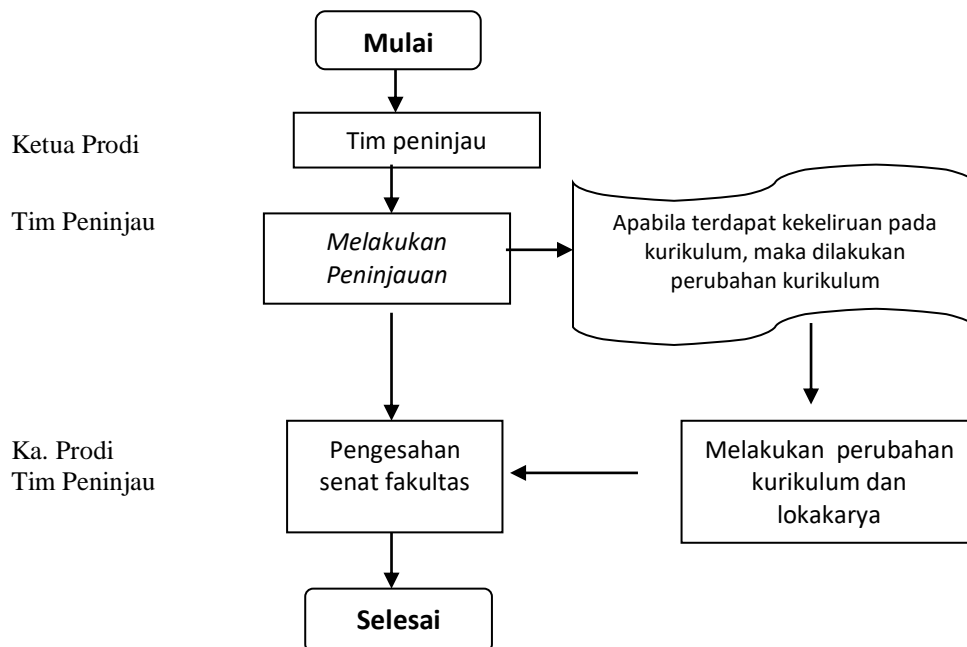 Mulai
Ketua Prodi
Tim peninjau
Tim Peninjau
Melakukan
Peninjauan
Apabila terdapat kekeliruan pada
kurikulum, maka dilakukan
perubahan kurikulum
Ka. Prodi
Tim Peninjau
Pengesahan
senat fakultas
Melakukan perubahan
kurikulum dan
lokakarya
Selesai